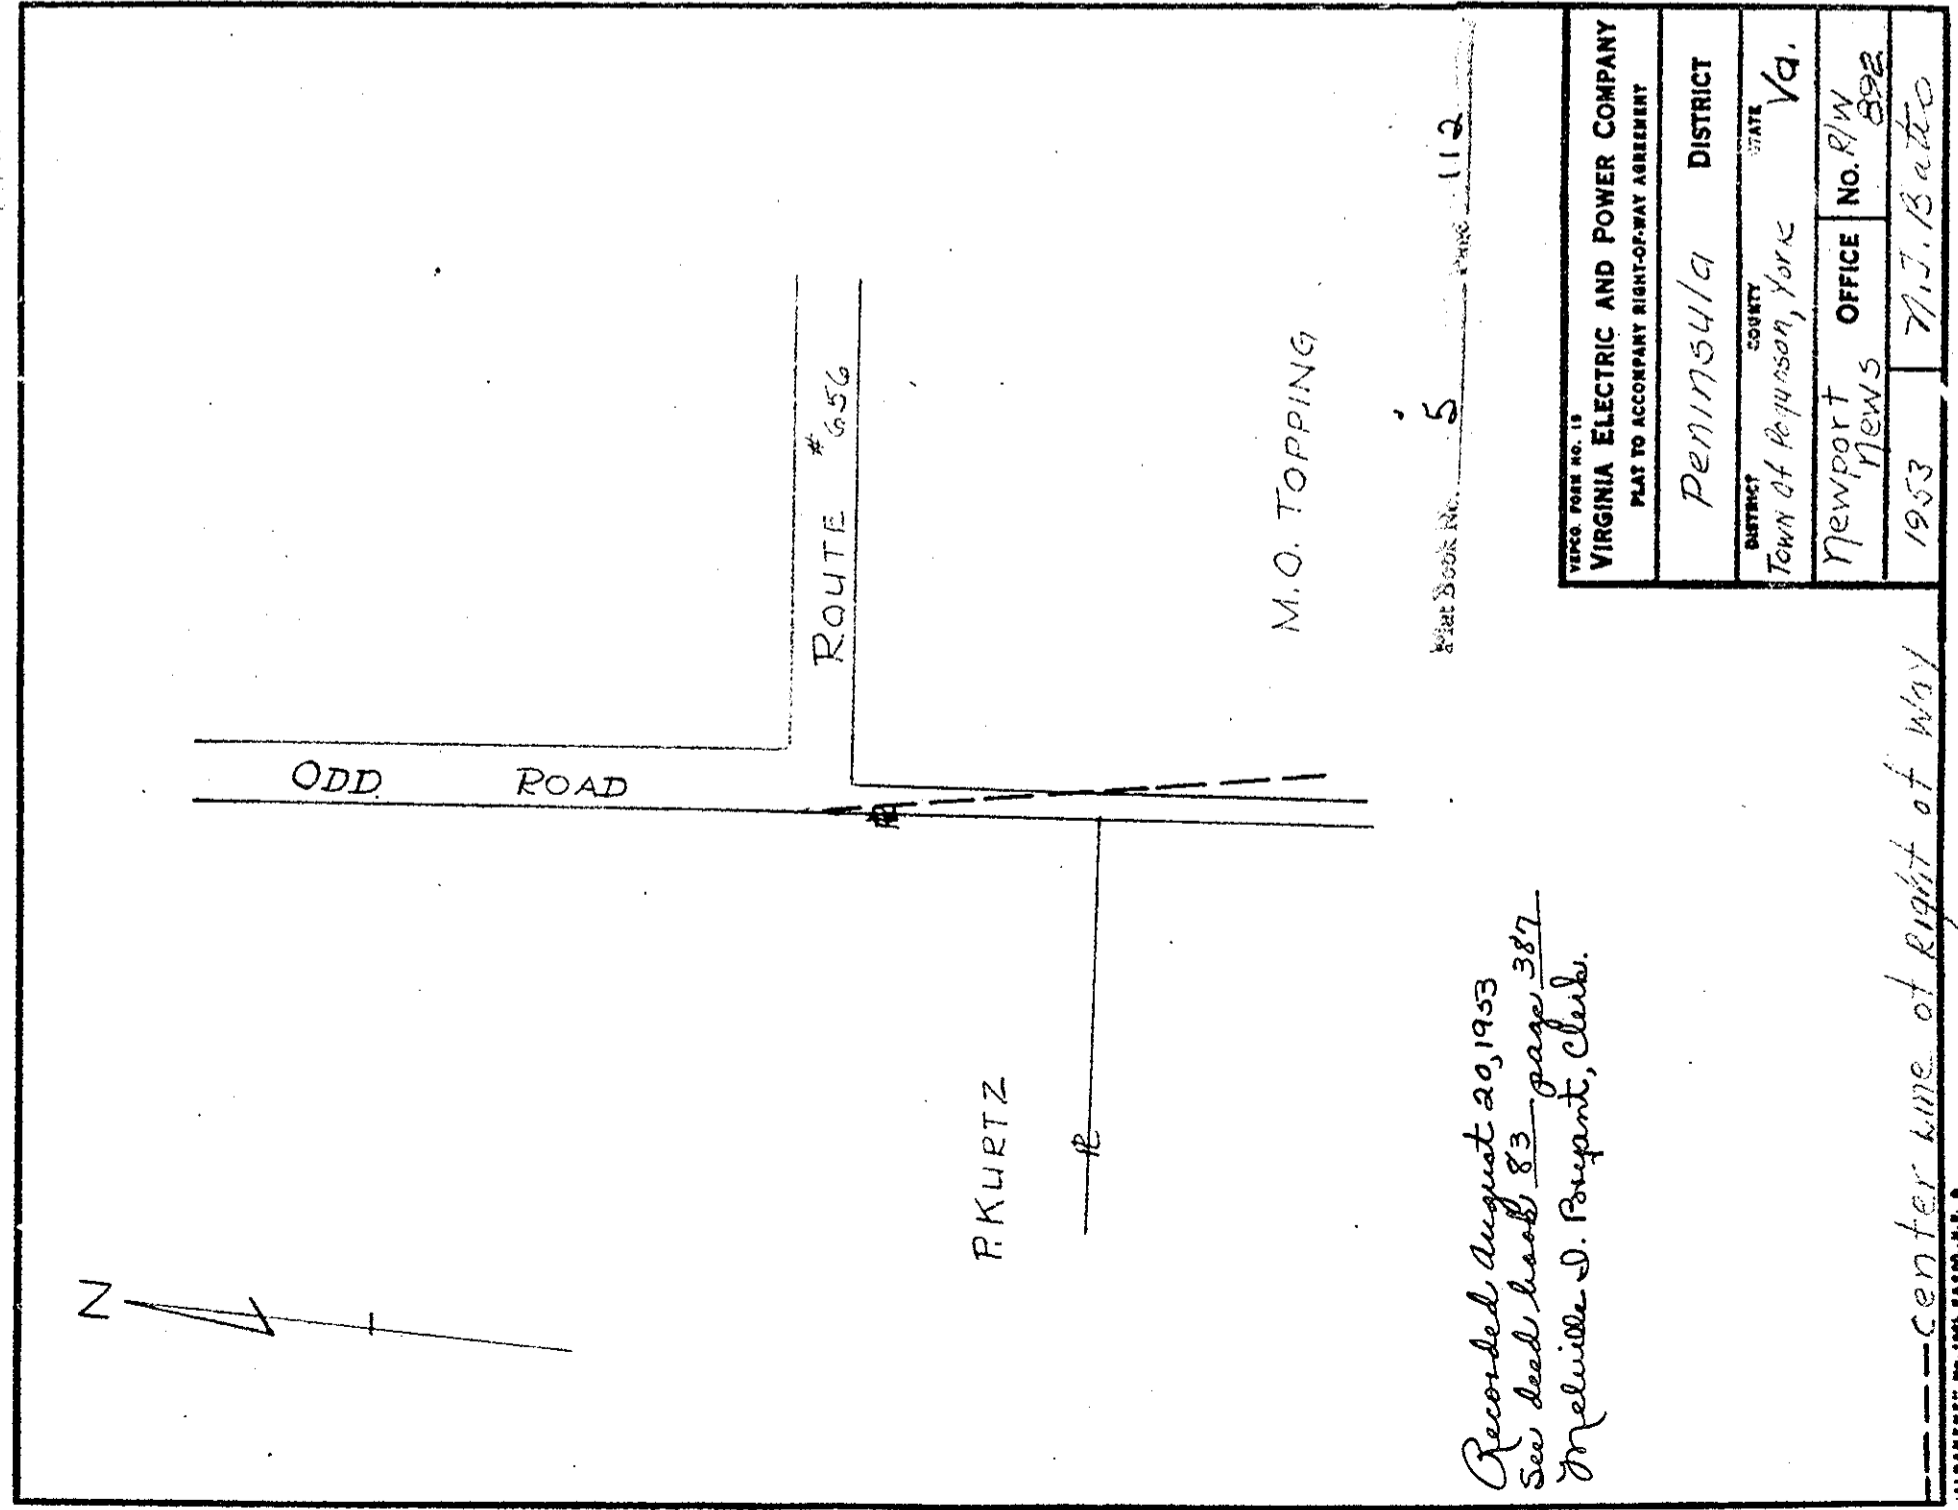 N
ODD ROAD
ROUTE # 656
P. KURTZ
M.O. TOPPING
Plat Book No. 5 Page 112
Recorded August 20, 1953
See deed book 83 page 387
Melville I. Bryant, Clerk.
VEPCO. FORM NO. 15
VIRGINIA ELECTRIC AND POWER COMPANY
PLAT TO ACCOMPANY RIGHT-OF-WAY AGREEMENT
Peninsula DISTRICT
DISTRICT COUNTY STATE
Town of Poquoson, York Va.
Newport News OFFICE NO. R/W 892
1953 N.J. Batto
center Line of Right of Way